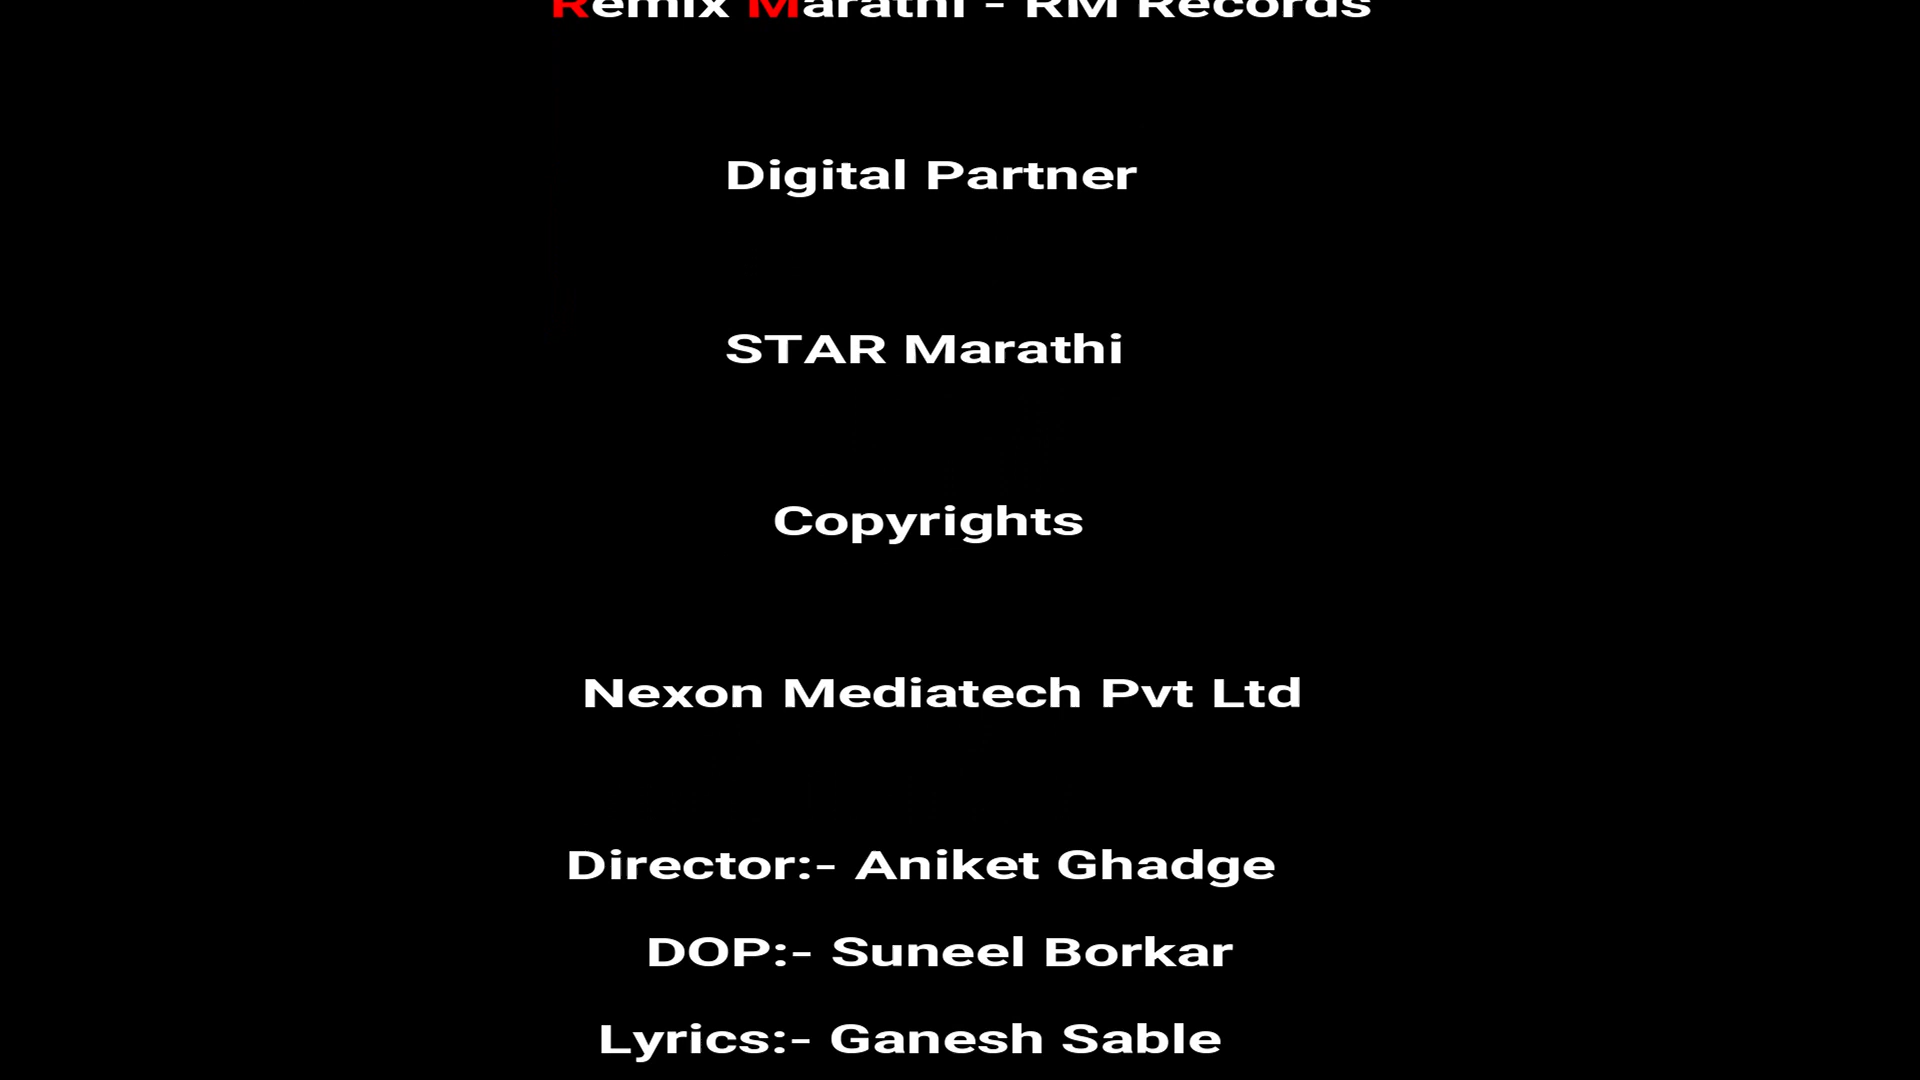 Remix Marathi - RM Records
Digital Partner
STAR Marathi
Copyrights
Nexon Mediatech Pvt Ltd
Director:- Aniket Ghadge
DOP:- Suneel Borkar
Lyrics:- Ganesh Sable